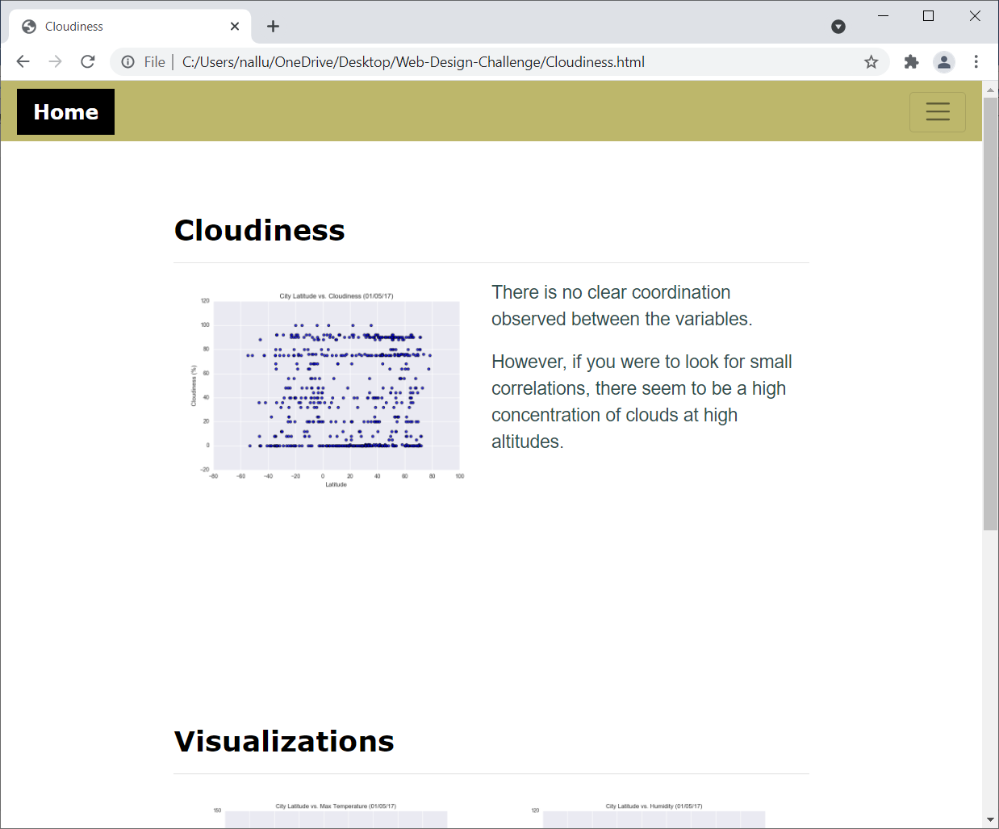 Cloudiness
File
C:/Users/nallu/OneDrive/Desktop/Web-Design-Challenge/Cloudiness.html
Home
Cloudiness
City Latitude vs. Cloudiness (01/05/17)
120
100
80
60
40
20
0
−20
Cloudiness (%)
−80 −60 −40 −20 0 20 40 60 80 100
Latitude
There is no clear coordination
observed between the variables.
However, if you were to look for small
correlations, there seem to be a high
concentration of clouds at high
altitudes.
Visualizations
City Latitude vs. Max Temperature (01/05/17)
150
City Latitude vs. Humidity (01/05/17)
120